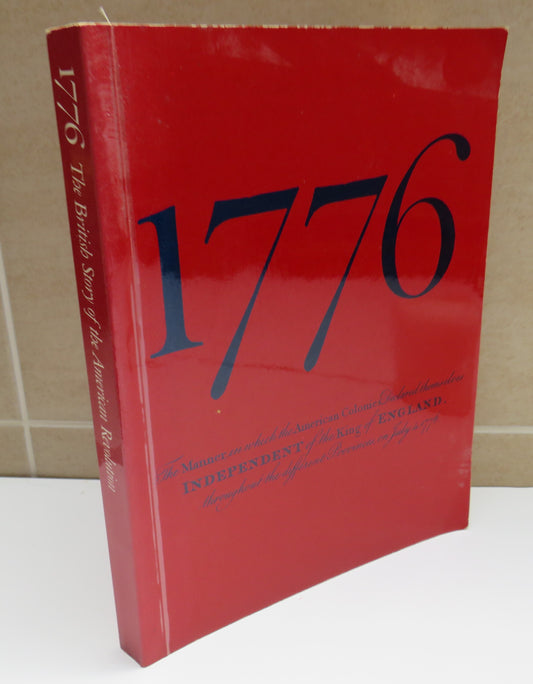 1776 The British Story of the American Revolution
1776
The Manner in which the American Colonies Declared themselves
INDEPENDENT of the King of ENGLAND,
throughout the different Provinces, on July 4, 1776.